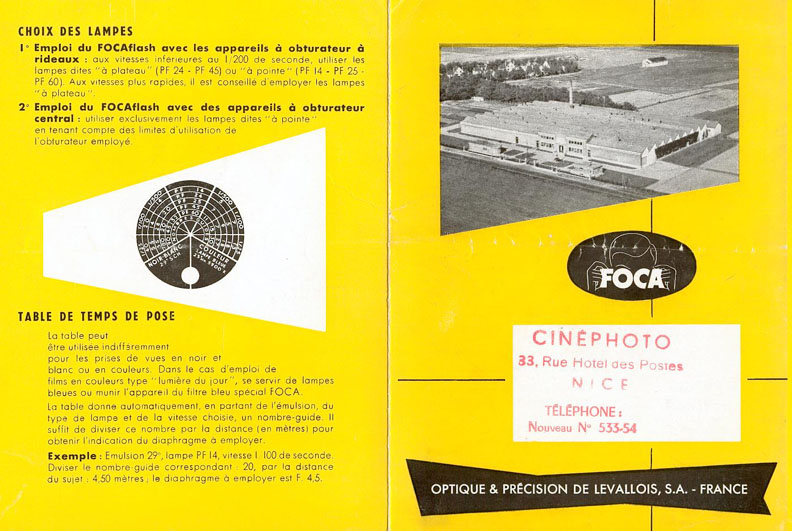 CHOIX DES LAMPES
1° Emploi du FOCAflash avec les appareils à obturateur à
rideaux : aux vitesses inférieures au 1/200 de seconde, utiliser les
lampes dites "à plateau" (PF 24 - PF 45) ou "à pointe" (PF 14 - PF 25 -
PF 60). Aux vitesses plus rapides, il est conseillé d'employer les lampes
"à plateau".
2° Emploi du FOCAflash avec des appareils à obturateur
central : utiliser exclusivement les lampes dites "à pointe"
en tenant compte des limites d'utilisation de
l'obturateur employé.
NOIR-BLANC
COULEUR
TABLE DE TEMPS DE POSE
La table peut
être utilisée indifféremment
pour les prises de vues en noir et
blanc ou en couleurs. Dans le cas d'emploi de
films en couleurs type "lumière du jour", se servir de lampes
bleues ou munir l'appareil du filtre bleu spécial FOCA.
La table donne automatiquement, en partant de l'émulsion, du
type de lampe et de la vitesse choisie, un nombre-guide. Il
suffit de diviser ce nombre par la distance (en mètres) pour
obtenir l'indication du diaphragme à employer.
Exemple : Emulsion 29°, lampe PF 14, vitesse 1/100 de seconde.
Diviser le nombre guide correspondant : 20, par la distance
du sujet : 4,50 mètres ; le diaphragme à employer est F. 4,5.
FOCA
CINÉPHOTO
33, Rue Hotel des Postes
NICE
TÉLÉPHONE :
Nouveau N° 533-54
OPTIQUE & PRÉCISION DE LEVALLOIS, S.A. - FRANCE